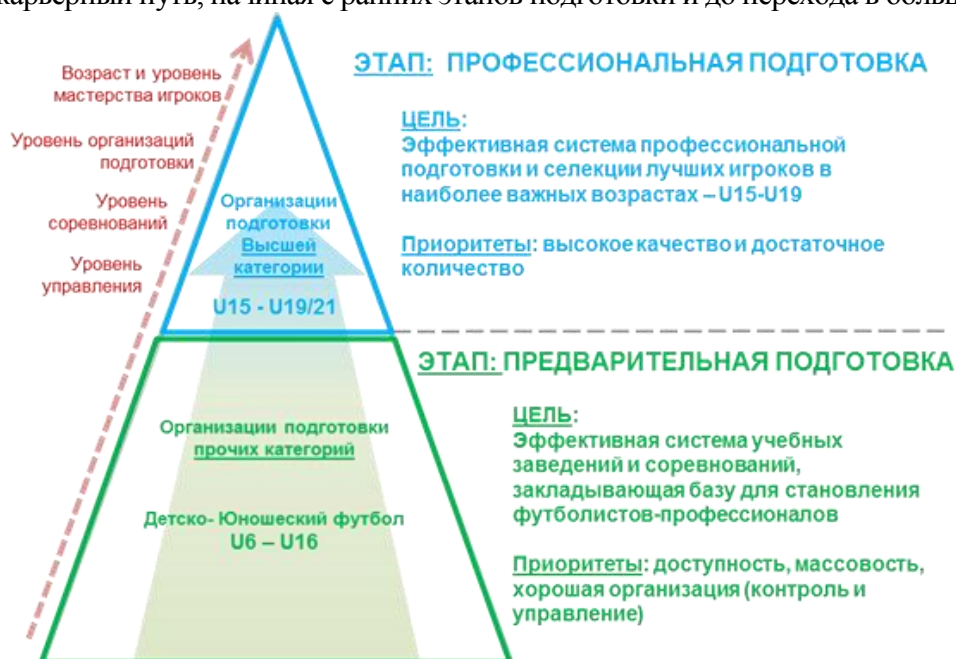 карьерный путь, начиная с ранних этапов подготовки и до перехода в
Возраст и уровень
мастерства игроков
Уровень организаций
подготовки
Уровень
соревнований
Уровень
управления
Организации
подготовки
Высшей
категории
U15 - U19/21
ЭТАП: ПРОФЕССИОНАЛЬНАЯ ПОДГОТОВКА
ЦЕЛЬ:
Эффективная система профессиональной
подготовки и селекции лучших игроков в
наиболее важных возрастах – U15-U19
Приоритеты: высокое качество и достаточное
количество
ЭТАП: ПРЕДВАРИТЕЛЬНАЯ ПОДГОТОВКА
Организации подготовки
прочих категорий
Детско- Юношеский футбол
U6 – U16
ЦЕЛЬ:
Эффективная система учебных
заведений и соревнований,
закладывающая базу для становления
футболистов-профессионалов
Приоритеты: доступность, массовость,
хорошая организация (контроль и
управление)